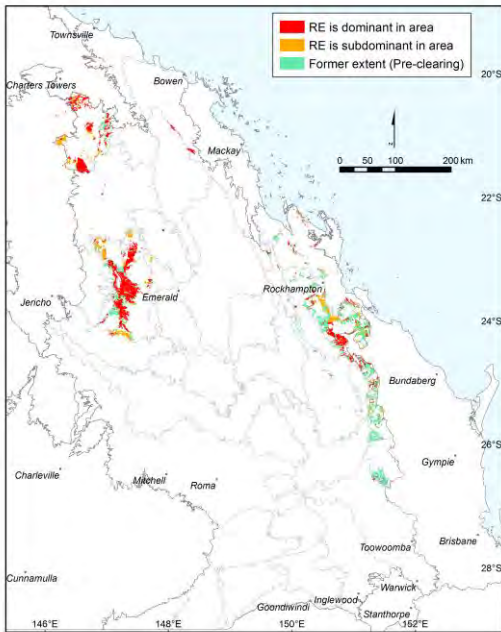 RE is dominant in area
RE is subdominant in area
Former extent (Pre-clearing)
Townsville
20°S
Bowen
Charters Towers
Mackay
0 50 100 200 km
22°S
Rockhampton
Emerald
Jericho
24°S
Bundaberg
26°S
Gympie
Charleville
Mitchell
Roma
Toowoomba
Brisbane
Cunnamulla
Warwick
28°S
Inglewood
Goondiwindi
Stanthorpe
146°E
148°E
150°E
152°E